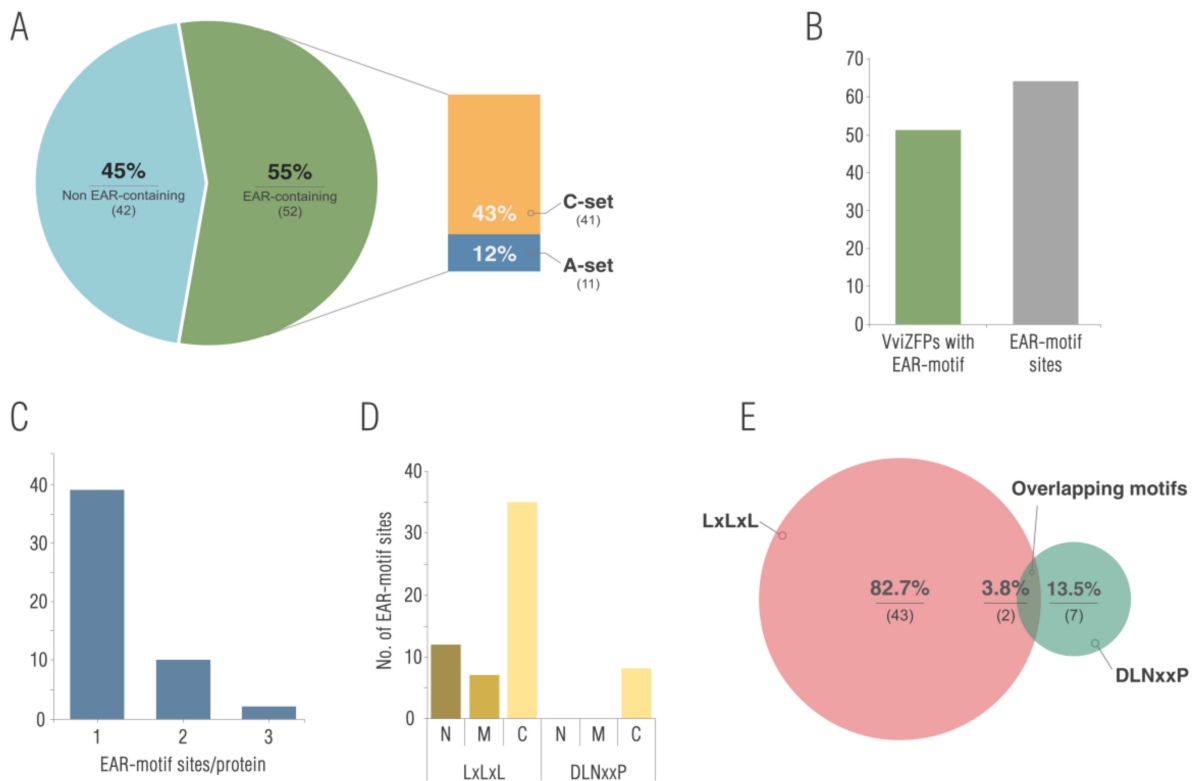 A
45%
Non EAR-containing
(42)
55%
EAR-containing
(52)
43%
12%
C-set
(41)
A-set
(11)
B
70
60
50
40
30
20
10
0
VviZFPs with
EAR-motif
EAR-motif
sites
C
40
30
20
10
0
1 2 3
EAR-motif sites/protein
D
No. of EAR-motif sites
40
30
20
10
0
N M C N M C
LxLxL DLNxxP
E
LxLxL
Overlapping motifs
82.7%
(43)
3.8%
(2)
13.5%
(7)
DLNxxP